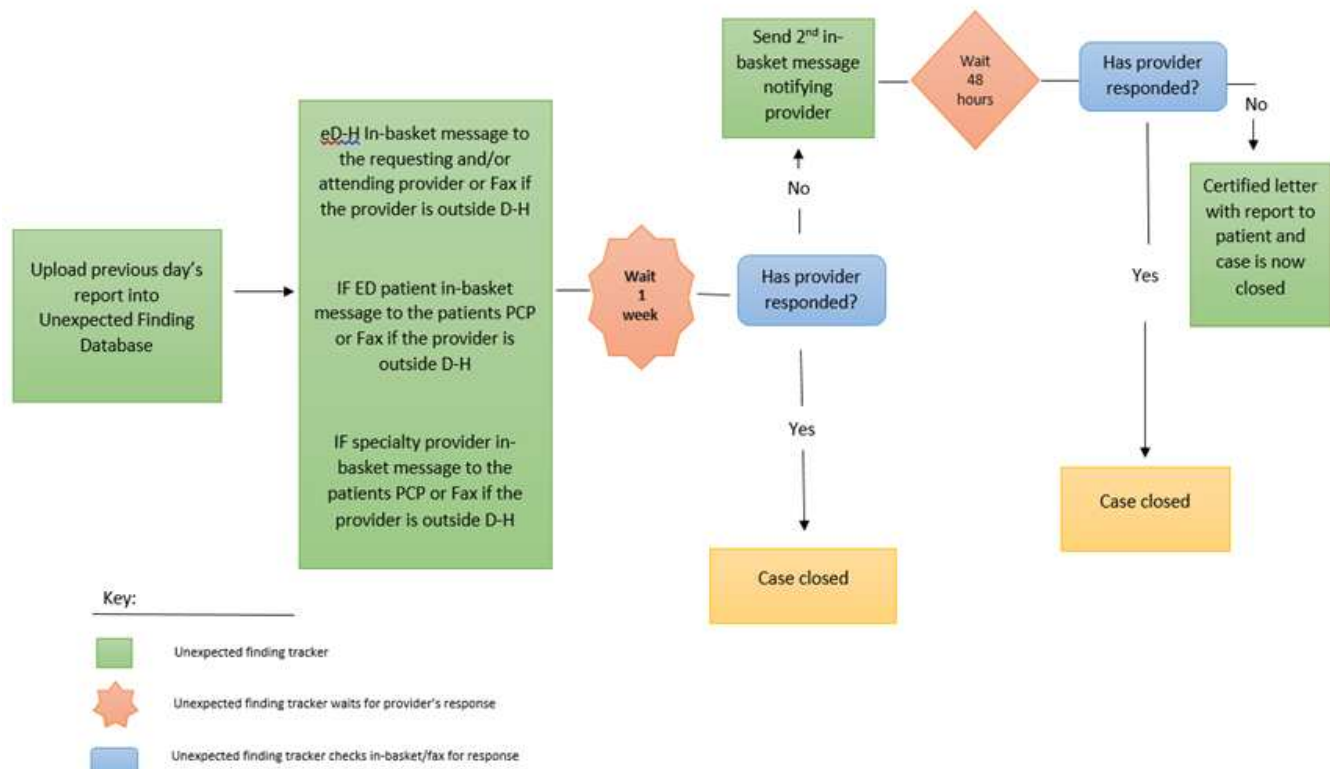 Upload previous day's
report into
Unexpected Finding
Database
eD-H In-basket message to
the requesting and/or
attending provider or Fax if
the provider is outside D-H
IF ED patient in-basket
message to the patients PCP
or Fax if the provider is
outside D-H
IF specialty provider in-
basket message to the
patients PCP or Fax if the
provider is outside D-H
Wait
1
week
Has provider
responded?
No
Send 2nd in-
basket message
notifying
provider
Wait
48
hours
Has provider
responded?
No
Certified letter
with report to
patient and
case is now
closed
Yes
Case closed
Yes
Case closed
Key:
Unexpected finding tracker
Unexpected finding tracker waits for provider's response
Unexpected finding tracker checks in-basket/fax for response